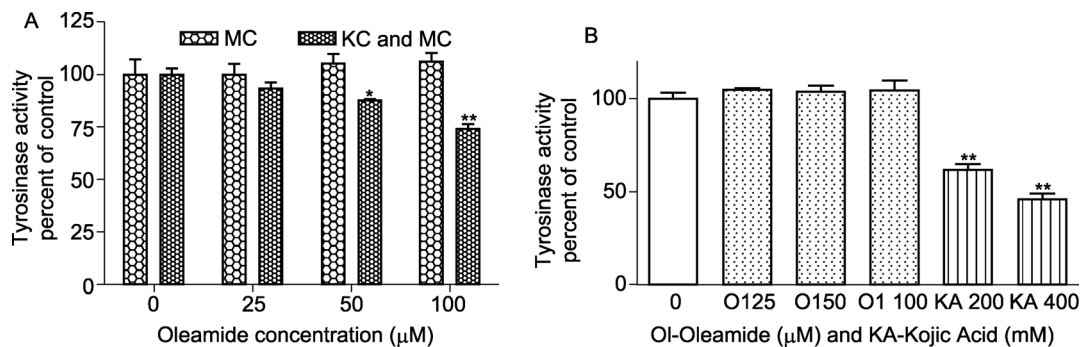 A
125
100
75
50
25
0
MC
KC and MC
*
**
Tyrosinase activity
percent of control
0 25 50 100
Oleamide concentration (μM)
B
100
50
0
**
**
Tyrosinase activity
percent of control
0 O125 O150 O1 100 KA 200 KA 400
Ol-Oleamide (μM) and KA-Kojic Acid (mM)